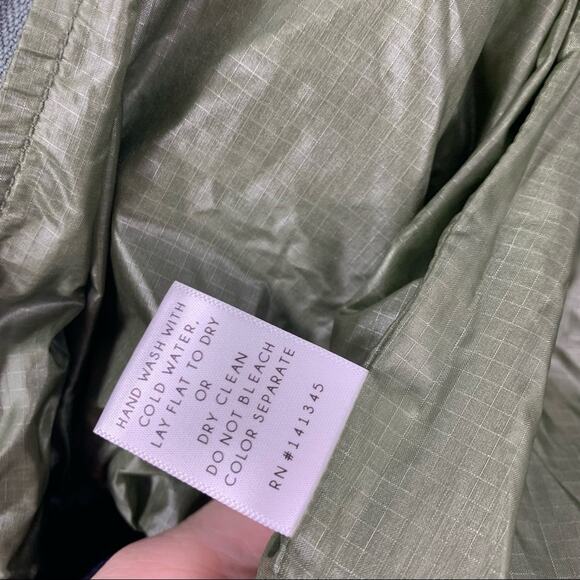 HAND WASH WITH
COLD WATER,
LAY FLAT TO DRY
OR
DRY CLEAN
DO NOT BLEACH
COLOR SEPARATE
RN #141345